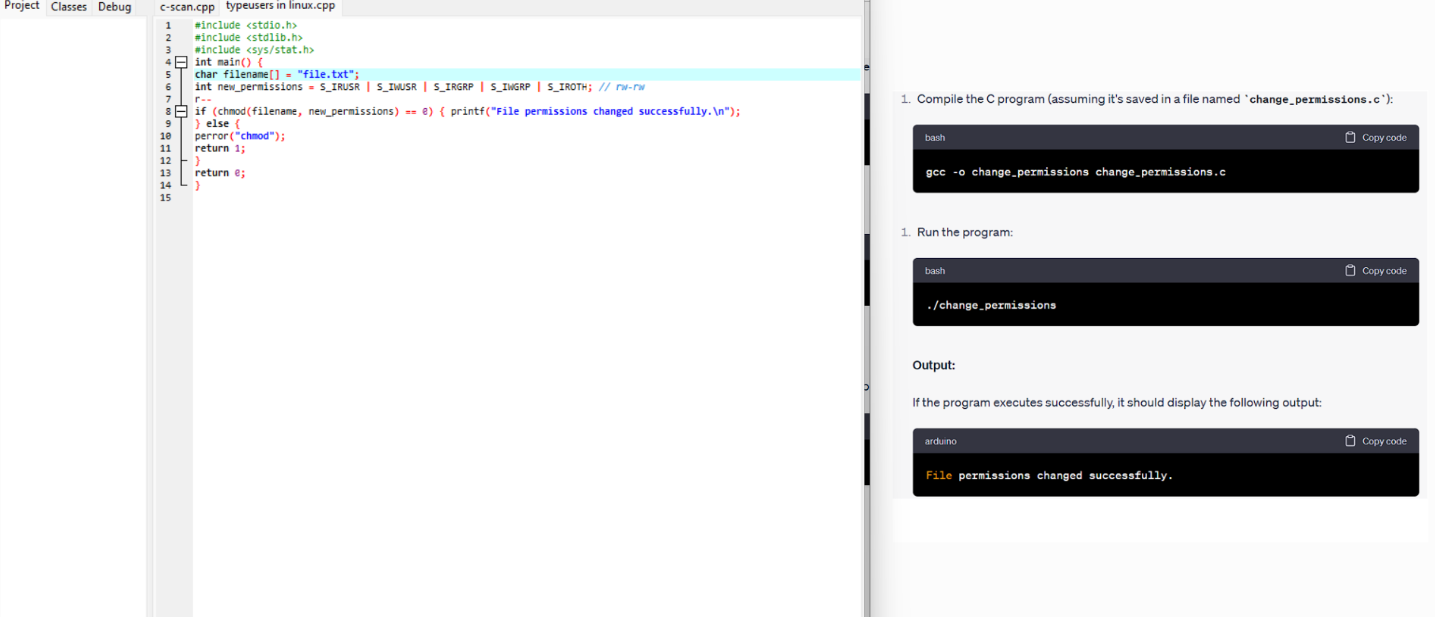 Project Classes Debug
c-scan.cpp typeusers in linux.cpp
1 #include <stdio.h>
2 #include <stdlib.h>
3 #include <sys/stat.h>
4 int main() {
5 char filename[] = "file.txt";
6 int new_permissions = S_IRUSR | S_IWUSR | S_IRGRP | S_IWGRP | S_IROTH; // rw-rw
7 r--
8 if (chmod(filename, new_permissions) == 0) { printf("File permissions changed successfully.\n");
9 } else {
10 perror("chmod");
11 return 1;
12 }
13 return 0;
14 }
15
1. Compile the C program (assuming it's saved in a file named `change_permissions.c`):
bash Copy code
gcc -o change_permissions change_permissions.c
1. Run the program:
bash Copy code
./change_permissions
Output:
If the program executes successfully, it should display the following output:
arduino Copy code
File permissions changed successfully.